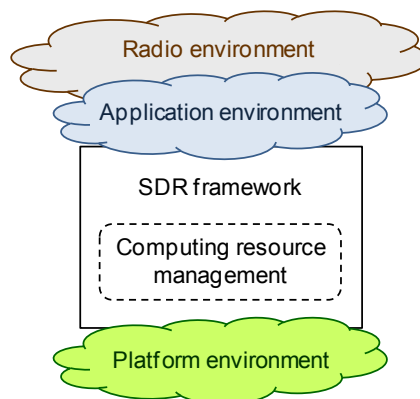 Radio environment
Application environment
SDR framework
Computing resource
management
Platform environment